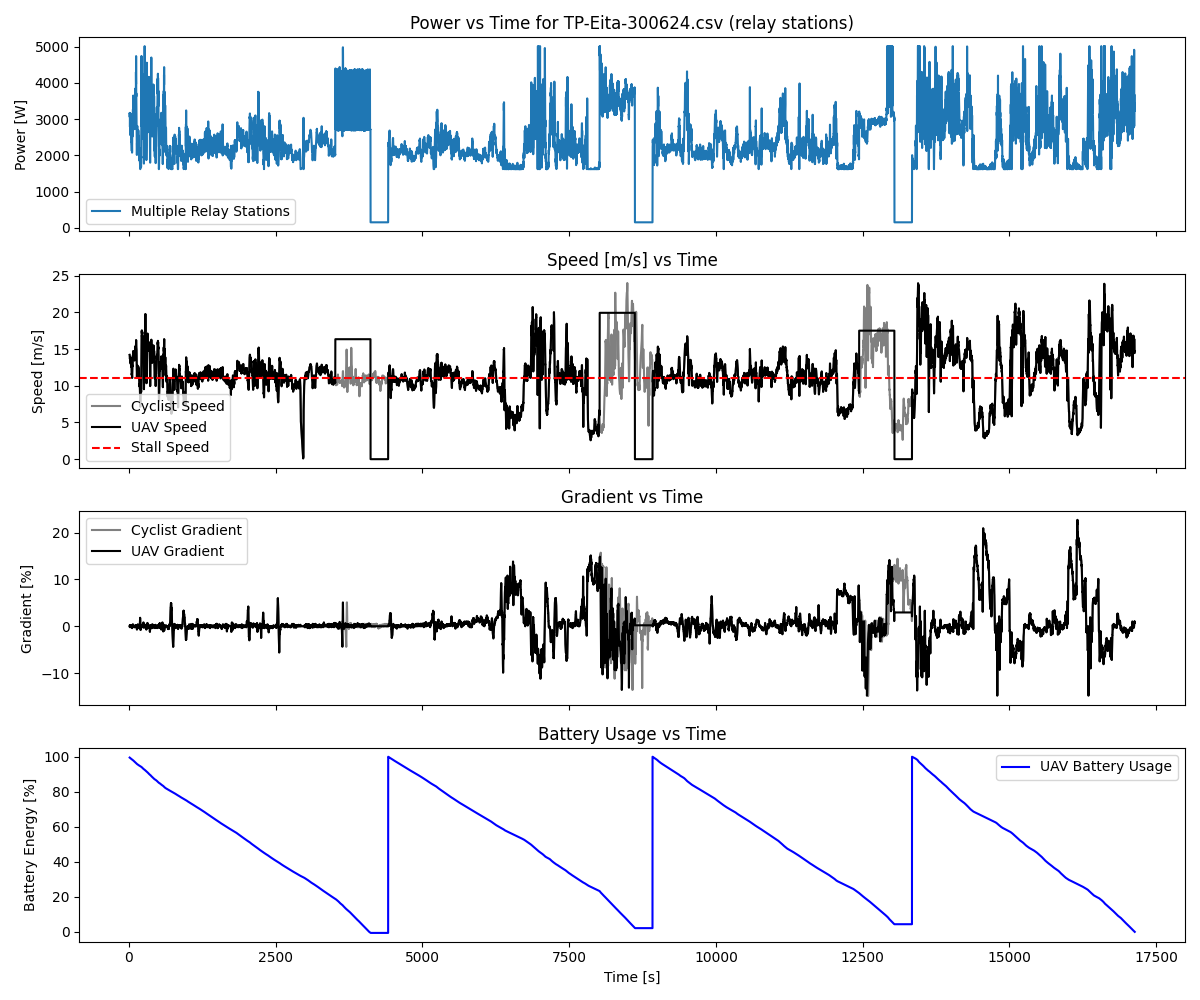 Power vs Time for TP-Eita-300624.csv (relay stations)
5000
4000
3000
2000
1000
0
Power [W]
Multiple Relay Stations
Speed [m/s] vs Time
25
20
15
10
5
0
Speed [m/s]
Cyclist Speed
UAV Speed
Stall Speed
Gradient vs Time
20
10
0
−10
Gradient [%]
Cyclist Gradient
UAV Gradient
Battery Usage vs Time
100
80
60
40
20
0
Battery Energy [%]
UAV Battery Usage
0 2500 5000 7500 10000 12500 15000 17500
Time [s]